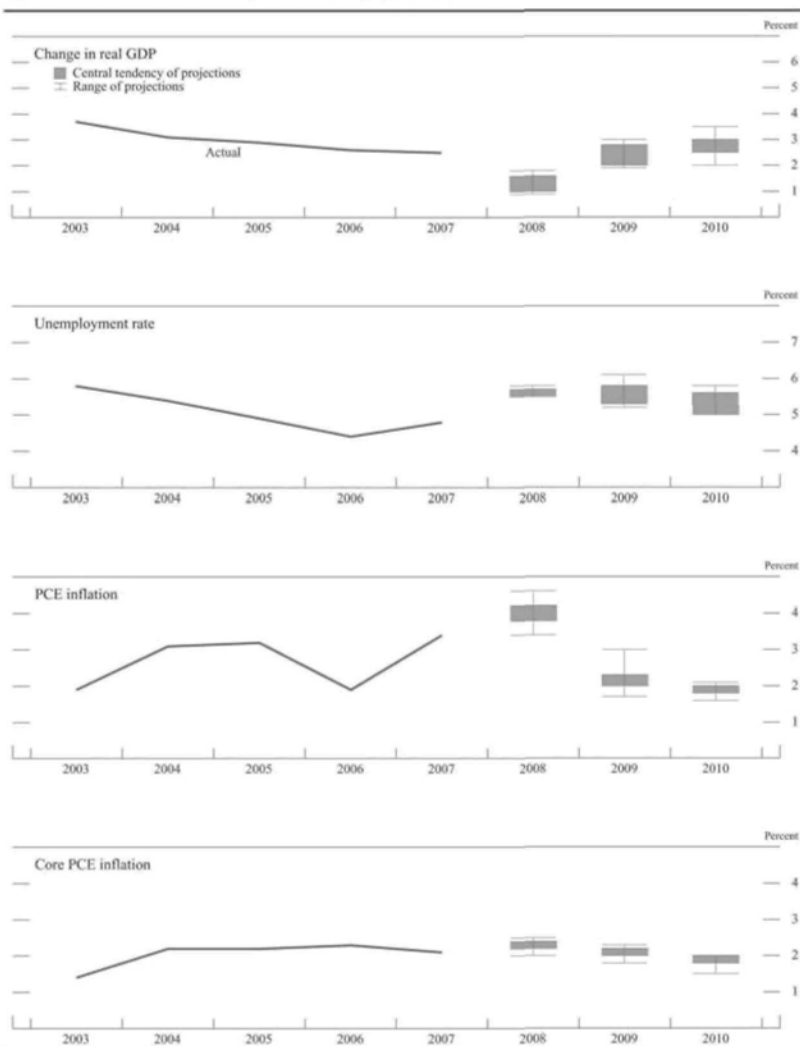 Percent
Change in real GDP
Central tendency of projections
Range of projections
6
5
4
3
2
1
Actual
2003 2004 2005 2006 2007 2008 2009 2010
Percent
Unemployment rate
7
6
5
4
2003 2004 2005 2006 2007 2008 2009 2010
Percent
PCE inflation
4
3
2
1
2003 2004 2005 2006 2007 2008 2009 2010
Percent
Core PCE inflation
4
3
2
1
2003 2004 2005 2006 2007 2008 2009 2010